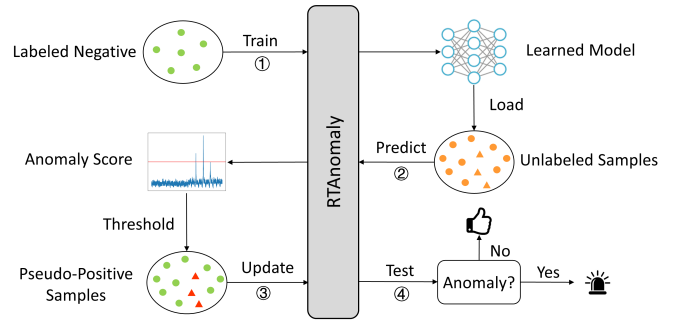 Labeled Negative
Train
①
Learned Model
Load
Anomaly Score
RTAnomaly
Predict
②
Unlabeled Samples
Threshold
Pseudo-Positive
Samples
Update
③
Test
④
Anomaly?
No
Yes